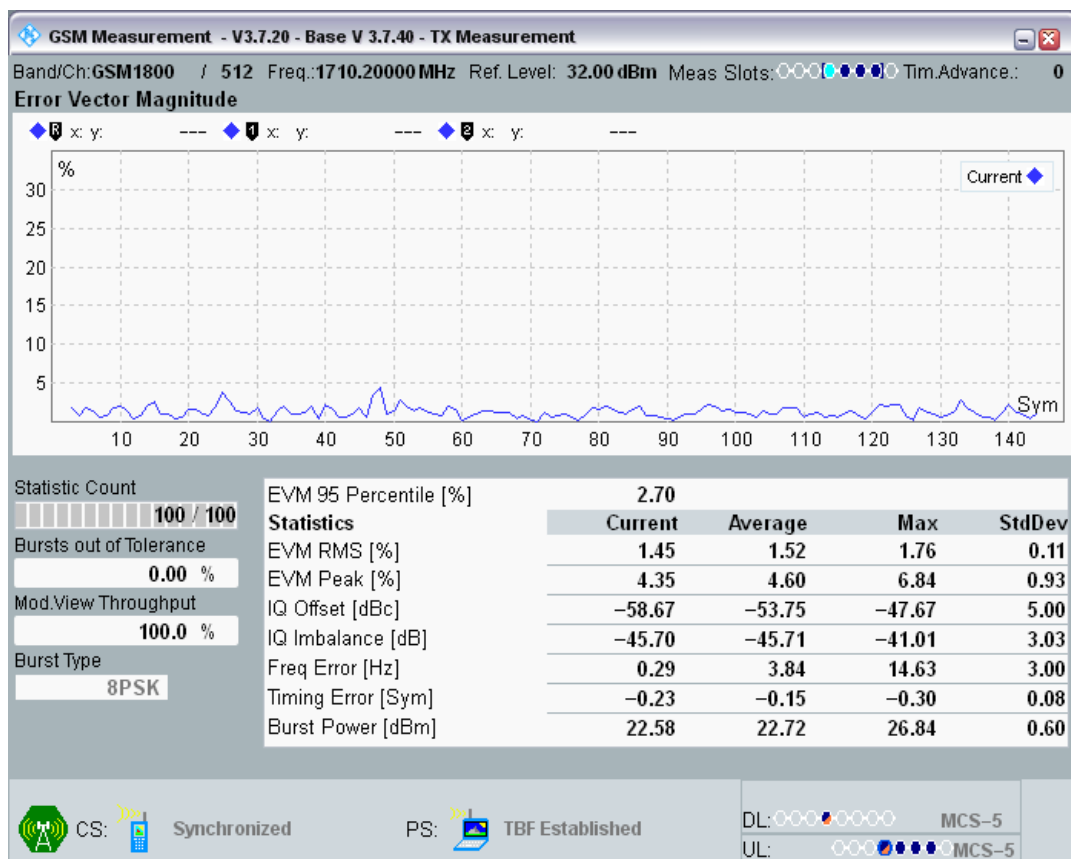 GSM Measurement - V3.7.20 - Base V 3.7.40 - TX Measurement
Band/Ch:GSM1800 / 512 Freq.:1710.20000 MHz Ref. Level: 32.00 dBm Meas Slots: Tim.Advance.: 0
Error Vector Magnitude
R x: y: --- 1 x: y: --- 2 x: y: ---
%
Current
30
25
20
15
10
5
Sym
10 20 30 40 50 60 70 80 90 100 110 120 130 140
Statistic Count
100 / 100
Bursts out of Tolerance
0.00 %
Mod.View Throughput
100.0 %
Burst Type
8PSK
EVM 95 Percentile [%] 2.70
Statistics Current Average Max StdDev
EVM RMS [%] 1.45 1.52 1.76 0.11
EVM Peak [%] 4.35 4.60 6.84 0.93
IQ Offset [dBc] −58.67 −53.75 −47.67 5.00
IQ Imbalance [dB] −45.70 −45.71 −41.01 3.03
Freq Error [Hz] 0.29 3.84 14.63 3.00
Timing Error [Sym] −0.23 −0.15 −0.30 0.08
Burst Power [dBm] 22.58 22.72 26.84 0.60
CS: Synchronized PS: TBF Established
DL: MCS−5
UL: MCS−5